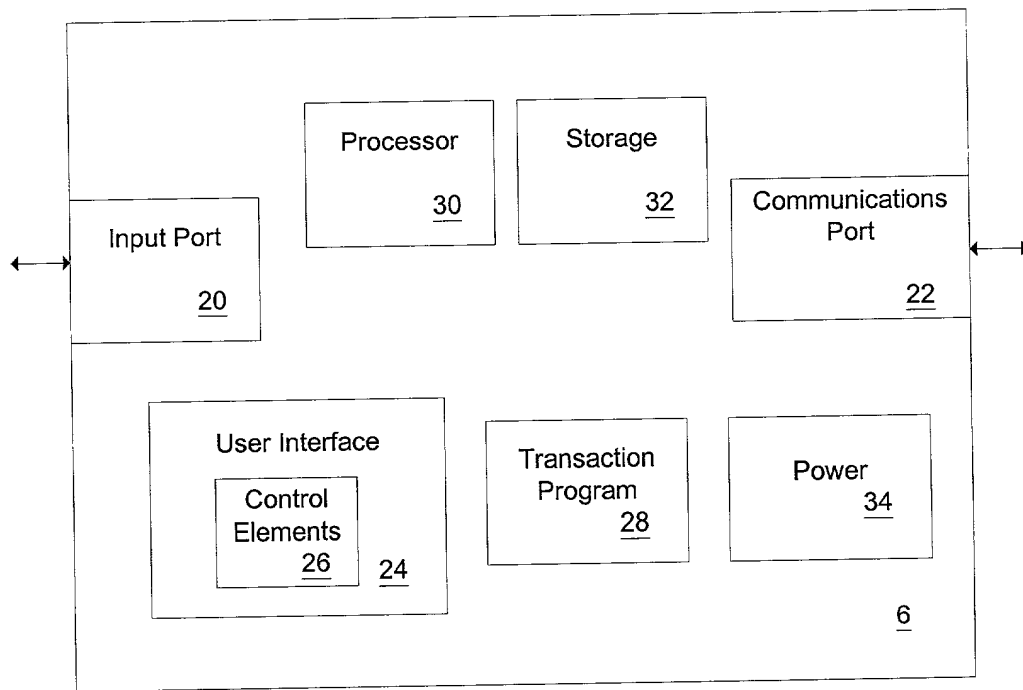 Processor
30
Storage
32
Communications
Port
22
Input Port
20
User Interface
Control
Elements
26
24
Transaction
Program
28
Power
34
6